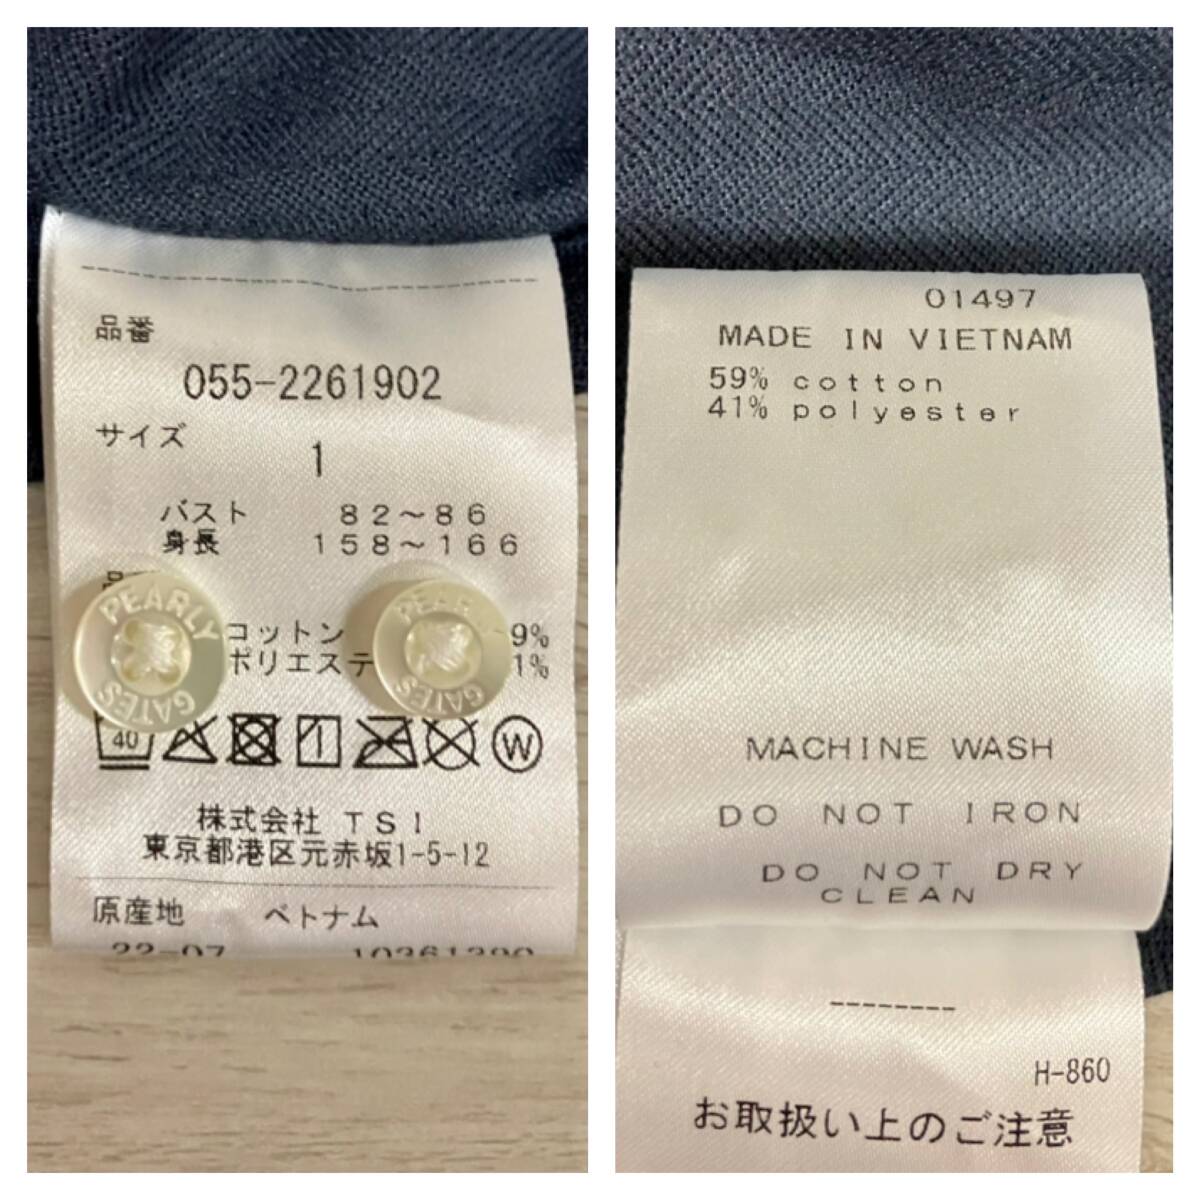 品番
055-2261902
サイズ
1
バスト 82～86
身長 158～166
PEARLY GATES
PEARLY GATES
コットン 9%
ポリエステ 1%
40
W
株式会社 TSI
東京都港区元赤坂1-5-12
原産地 ベトナム
22-07
01497
MADE IN VIETNAM
59% cotton
41% polyester
MACHINE WASH
DO NOT IRON
DO NOT DRY
CLEAN
H-860
お取扱い上のご注意